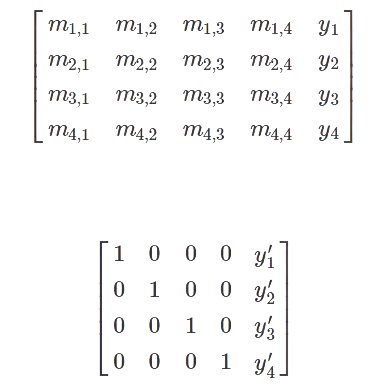 m1,1 m1,2 m1,3 m1,4 y1
m2,1 m2,2 m2,3 m2,4 y2
m3,1 m3,2 m3,3 m3,4 y3
m4,1 m4,2 m4,3 m4,4 y4
1 0 0 0 y′1
0 1 0 0 y′2
0 0 1 0 y′3
0 0 0 1 y′4